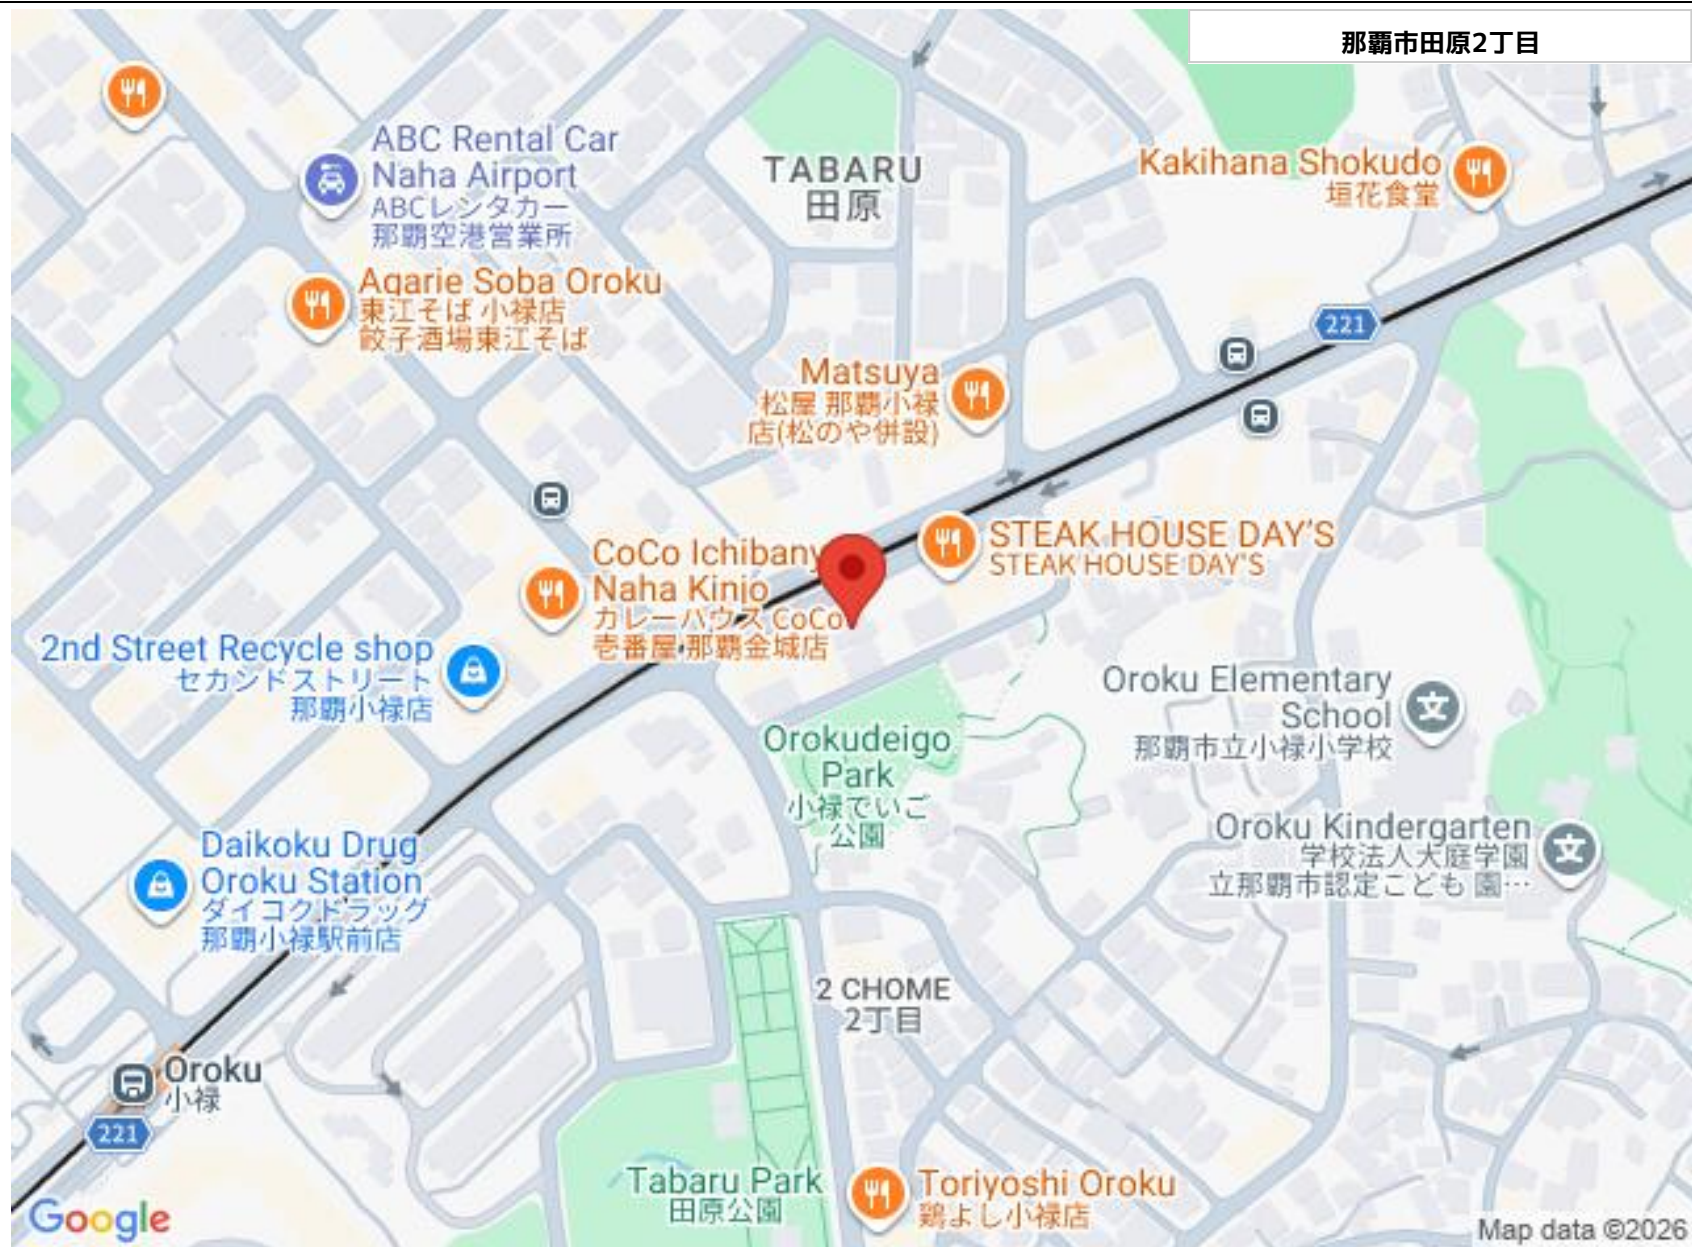 那覇市田原2丁目
ABC Rental Car
Naha Airport
ABCレンタカー
那覇空港営業所
TABARU
田原
Kakihana Shokudo
垣花食堂
Agarie Soba Oroku
東江そば 小禄店
餃子酒場東江そば
221
Matsuya
松屋 那覇小禄
店(松のや併設)
STEAK HOUSE DAY'S
STEAK HOUSE DAY'S
CoCo Ichibany
Naha Kinjo
カレーハウス CoCo
壱番屋 那覇金城店
2nd Street Recycle shop
セカンドストリート
那覇小禄店
Oroku Elementary
School
那覇市立小禄小学校
文
Orokudeigo
Park
小禄でいご
公園
Oroku Kindergarten
学校法人大庭学園
立那覇市認定こども 園…
文
Daikoku Drug
Oroku Station
ダイコクドラッグ
那覇小禄駅前店
2 CHOME
2丁目
Oroku
小禄
221
Tabaru Park
田原公園
Toriyoshi Oroku
鶏よし小禄店
Google
Map data ©2026